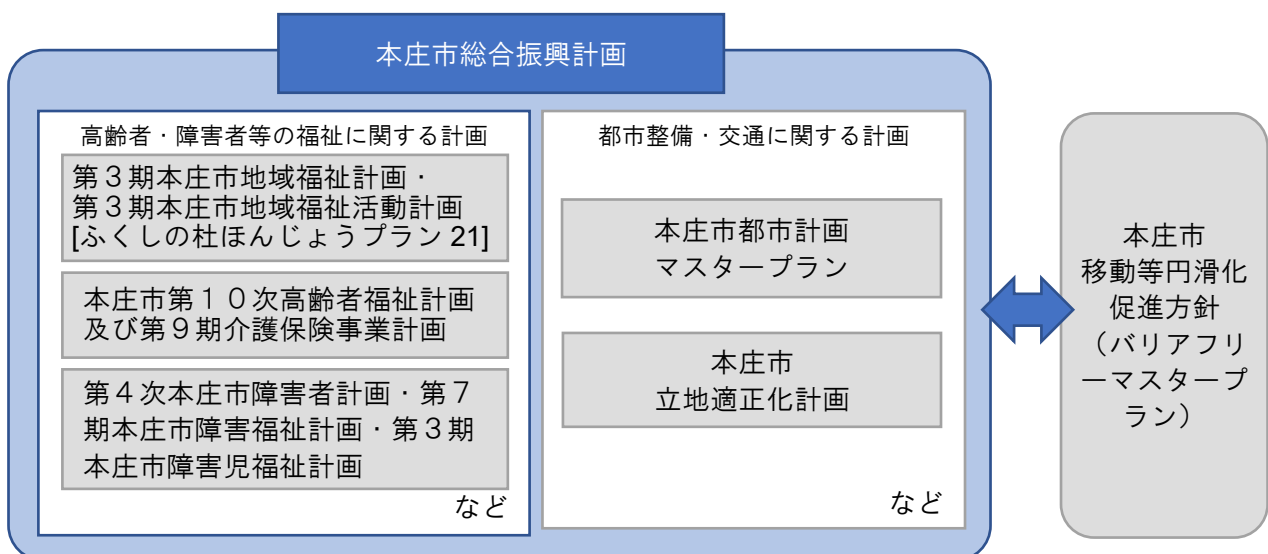 本庄市総合振興計画
高齢者・障害者等の福祉に関する計画
第３期本庄市地域福祉計画・
第３期本庄市地域福祉活動計画
[ふくしの杜ほんじょうプラン 21]
本庄市第１０次高齢者福祉計画
及び第９期介護保険事業計画
第４次本庄市障害者計画・第７
期本庄市障害福祉計画・第３期
本庄市障害児福祉計画
など
都市整備・交通に関する計画
本庄市都市計画
マスタープラン
本庄市
立地適正化計画
など
本庄市
移動等円滑化
促進方針
（バリアフリ
ーマスタープ
ラン）